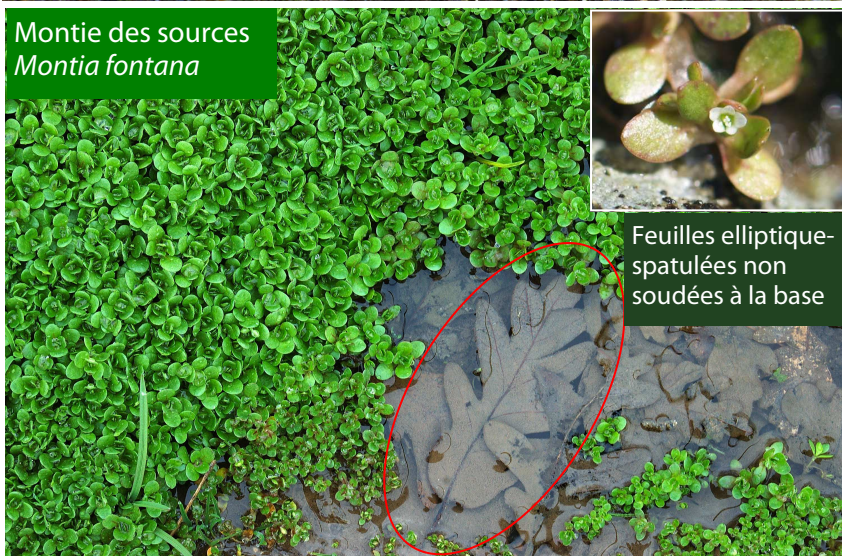 Montie des sources
Montia fontana
Feuilles elliptique-
spatulées non
soudées à la base